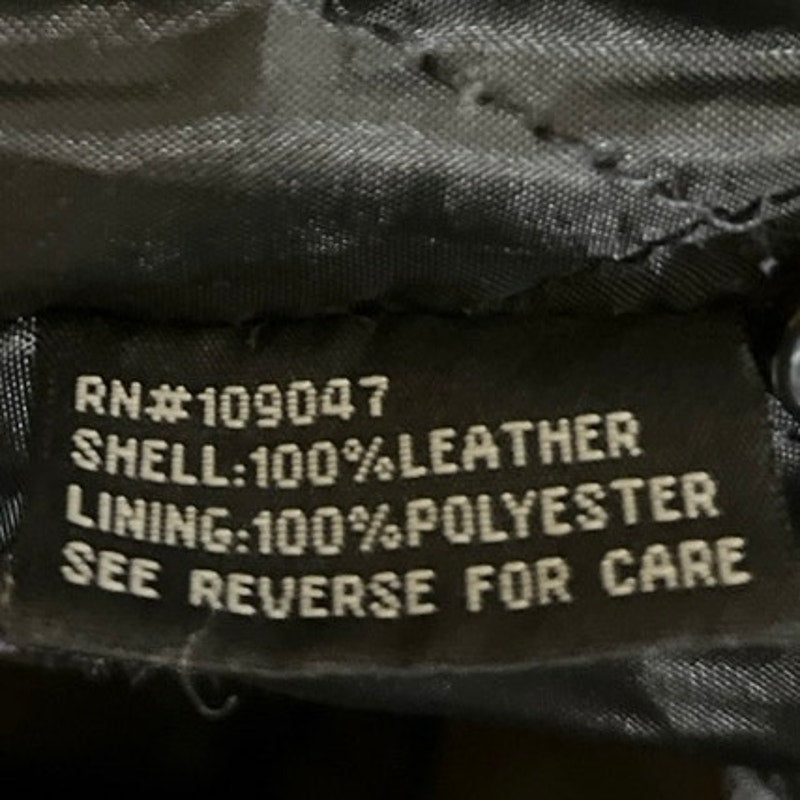 RN#109047
SHELL:100%LEATHER
LINING:100%POLYESTER
SEE REVERSE FOR CARE